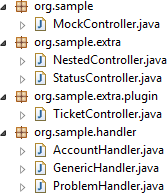 org.sample
MockController.java
org.sample.extra
NestedController.java
StatusController.java
org.sample.extra.plugin
TicketController.java
org.sample.handler
AccountHandler.java
GenericHandler.java
ProblemHandler.java